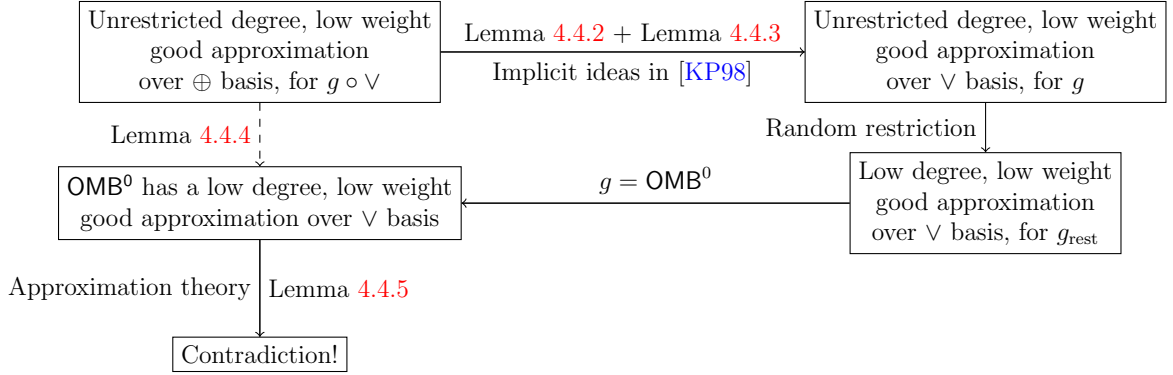 Unrestricted degree, low weight
good approximation
over ⊕ basis, for g ∘ ∨
Lemma 4.4.2 + Lemma 4.4.3
Implicit ideas in [KP98]
Unrestricted degree, low weight
good approximation
over ∨ basis, for g
Lemma 4.4.4
Random restriction
OMB⁰ has a low degree, low weight
good approximation over ∨ basis
g = OMB⁰
Low degree, low weight
good approximation
over ∨ basis, for g_rest
Approximation theory
Lemma 4.4.5
Contradiction!